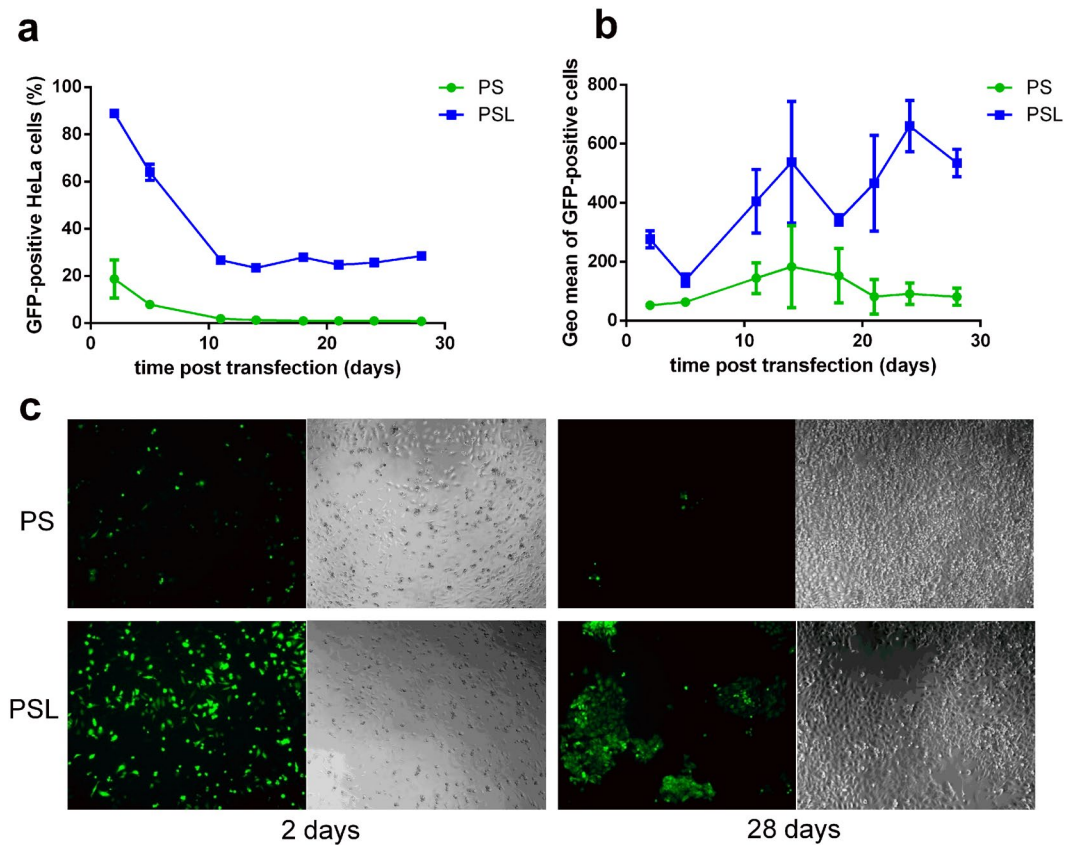 a
GFP-positive HeLa cells (%)
100
80
60
40
20
0
0
10
20
30
time post transfection (days)
PS
PSL
b
Geo mean of GFP-positive cells
800
600
400
200
0
0
10
20
30
time post transfection (days)
PS
PSL
c
PS
PSL
2 days
28 days